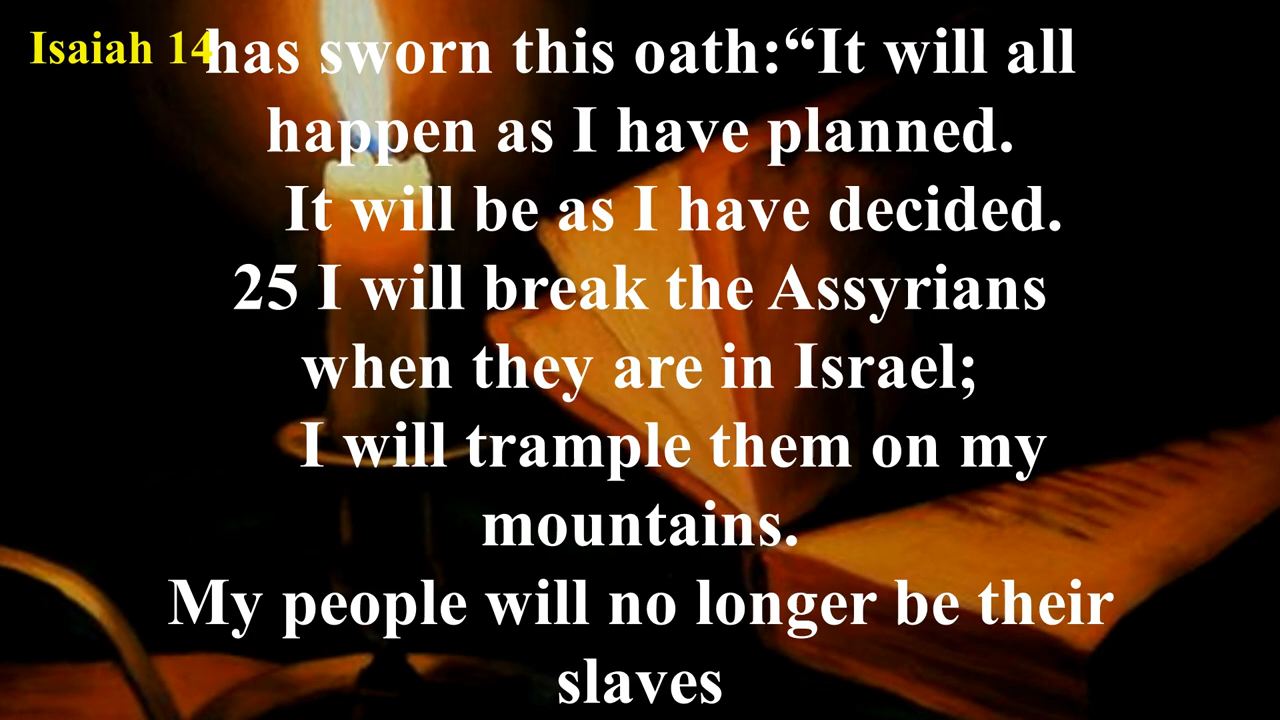 Isaiah 14
has sworn this oath:“It will all
happen as I have planned.
It will be as I have decided.
25 I will break the Assyrians
when they are in Israel;
I will trample them on my
mountains.
My people will no longer be their
slaves